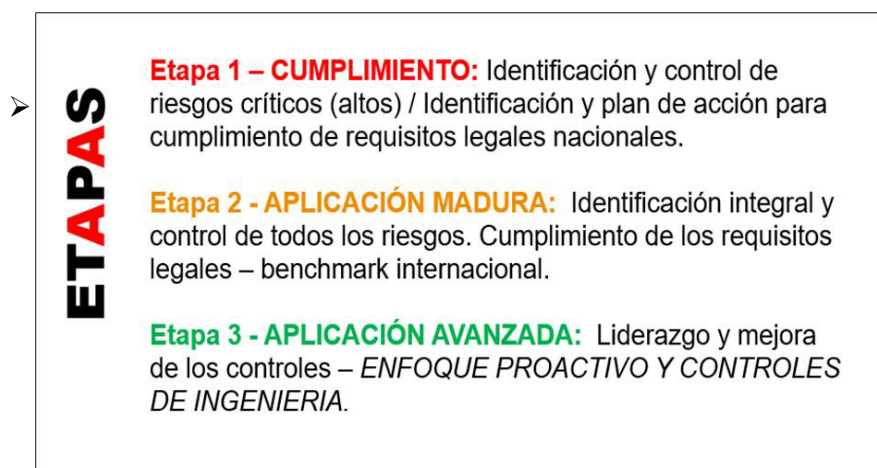 ETAPAS
Etapa 1 – CUMPLIMIENTO: Identificación y control de
riesgos críticos (altos) / Identificación y plan de acción para
cumplimiento de requisitos legales nacionales.
Etapa 2 - APLICACIÓN MADURA: Identificación integral y
control de todos los riesgos. Cumplimiento de los requisitos
legales – benchmark internacional.
Etapa 3 - APLICACIÓN AVANZADA: Liderazgo y mejora
de los controles – ENFOQUE PROACTIVO Y CONTROLES
DE INGENIERIA.